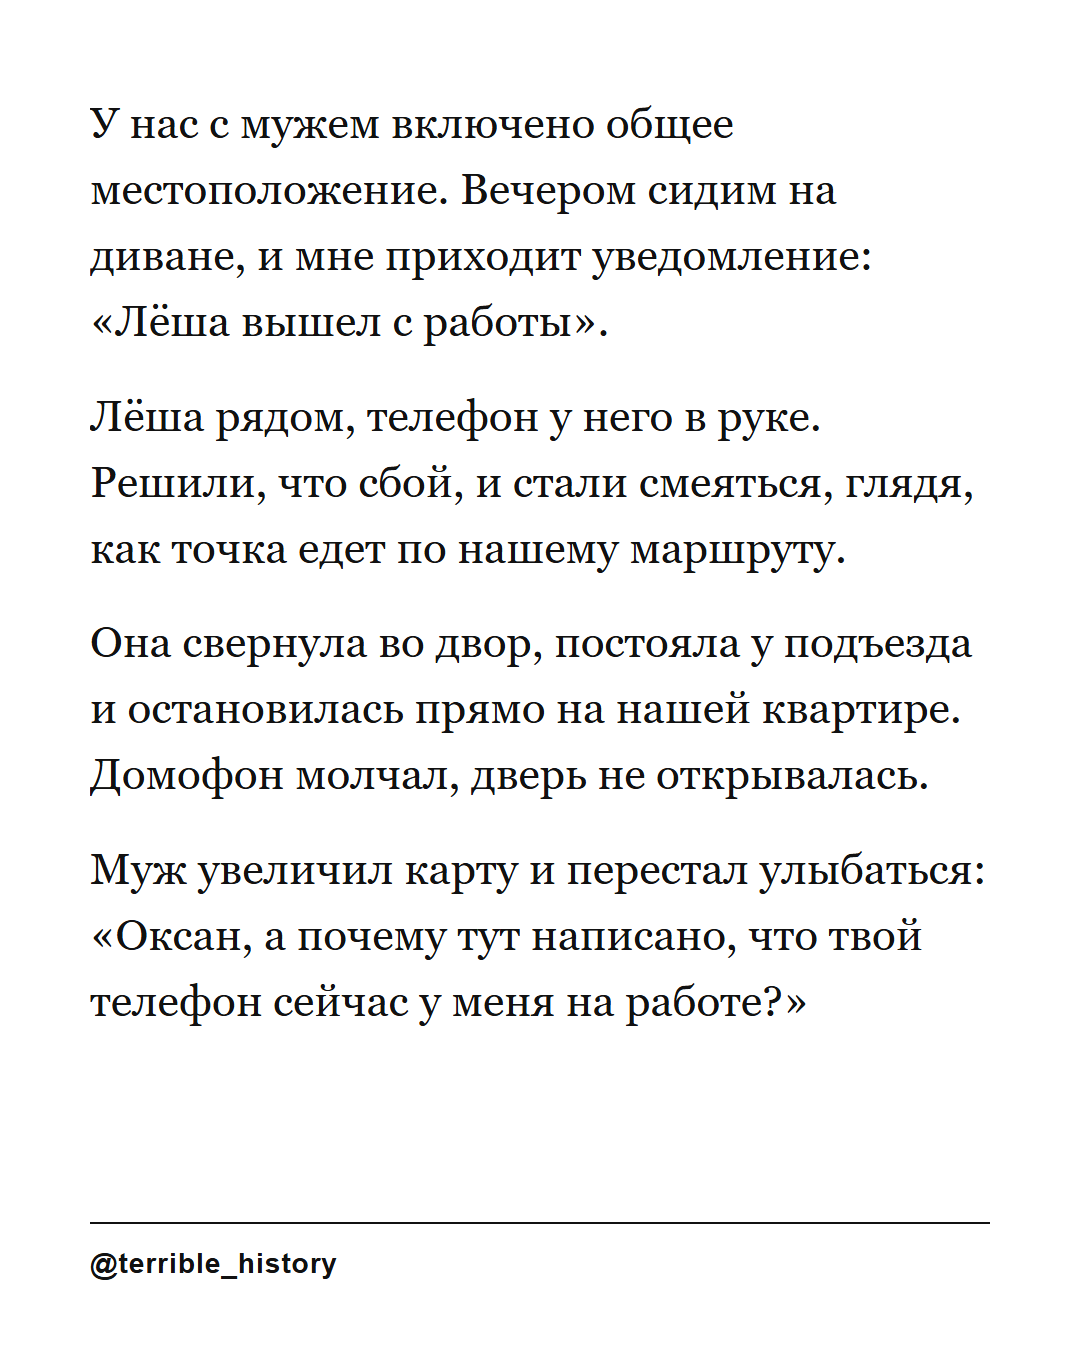 У нас с мужем включено общее
местоположение. Вечером сидим на
диване, и мне приходит уведомление:
«Лёша вышел с работы».
Лёша рядом, телефон у него в руке.
Решили, что сбой, и стали смеяться, глядя,
как точка едет по нашему маршруту.
Она свернула во двор, постояла у подъезда
и остановилась прямо на нашей квартире.
Домофон молчал, дверь не открывалась.
Муж увеличил карту и перестал улыбаться:
«Оксан, а почему тут написано, что твой
телефон сейчас у меня на работе?»
@terrible_history